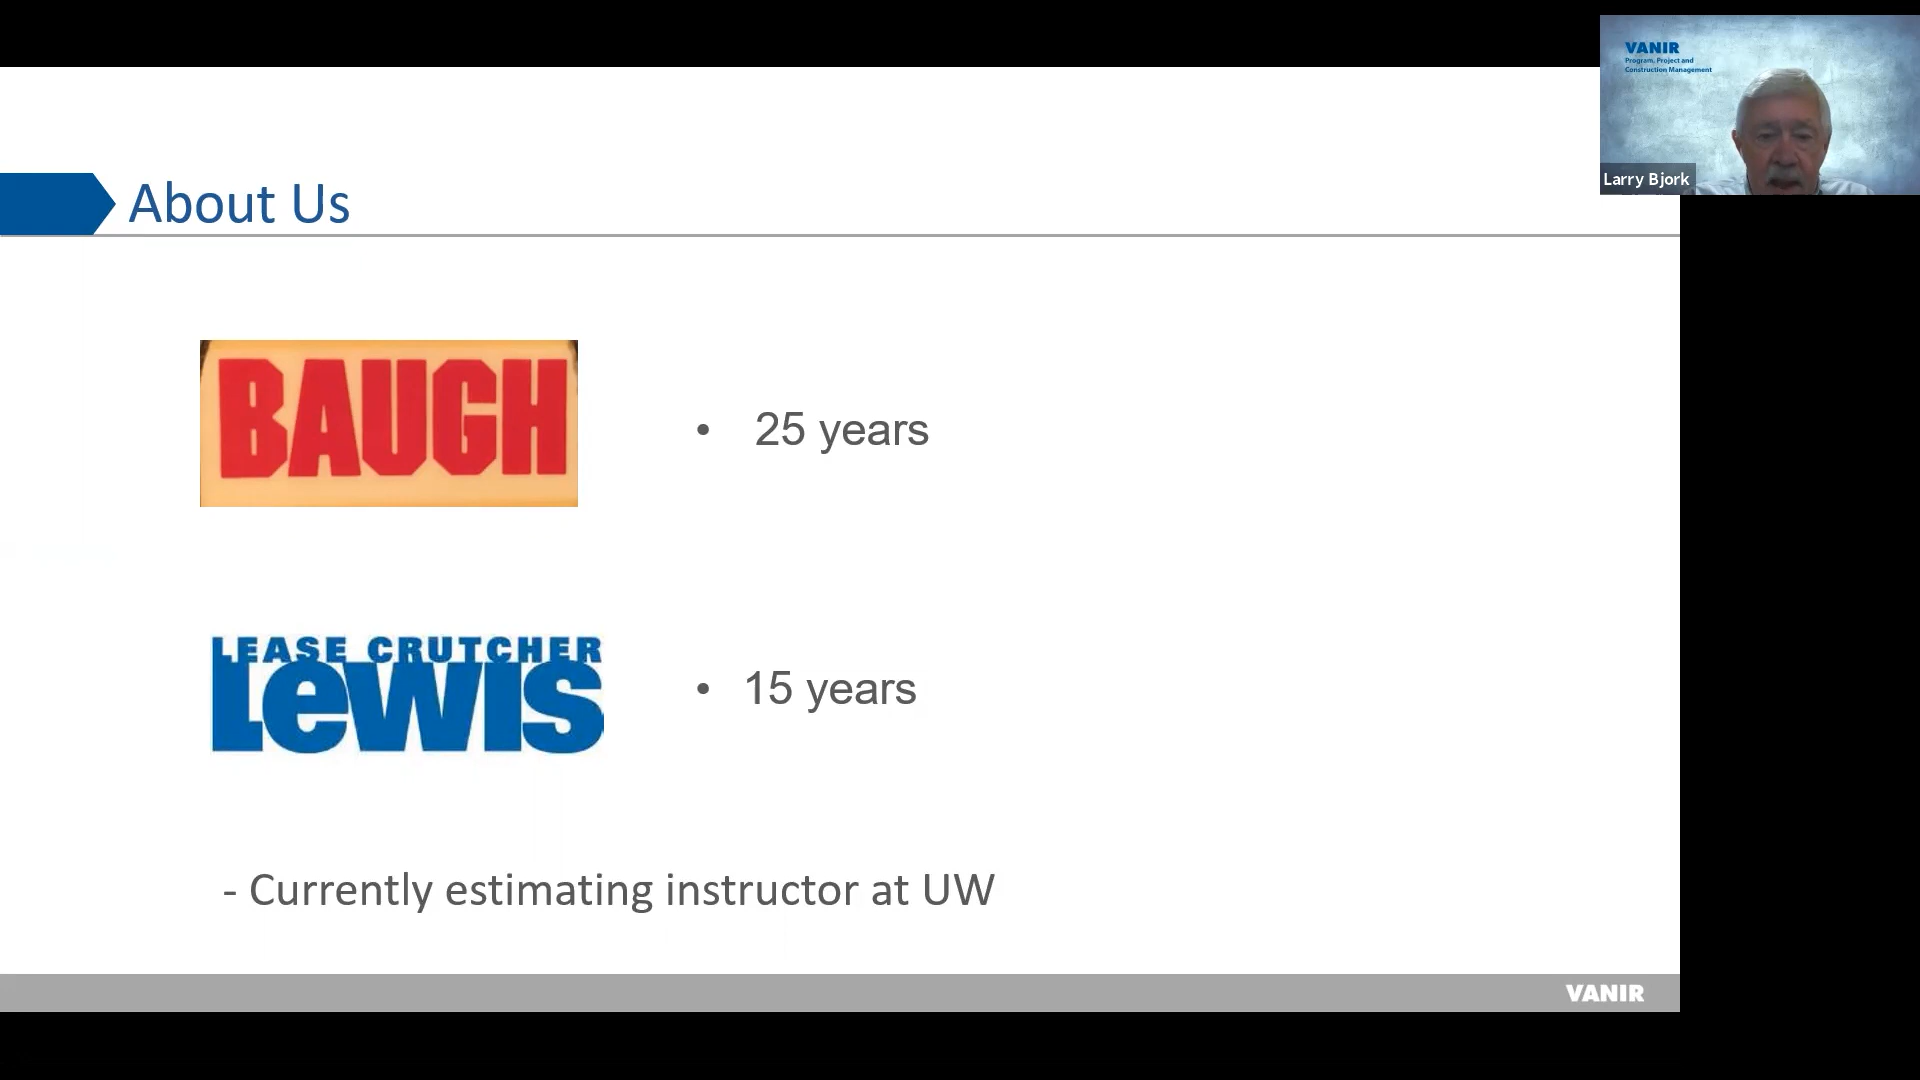 VANIR
Program, Project and
Construction Management
Larry Bjork
About Us
BAUGH
• 25 years
LEASE CRUTCHER
Lewis
• 15 years
- Currently estimating instructor at UW
VANIR